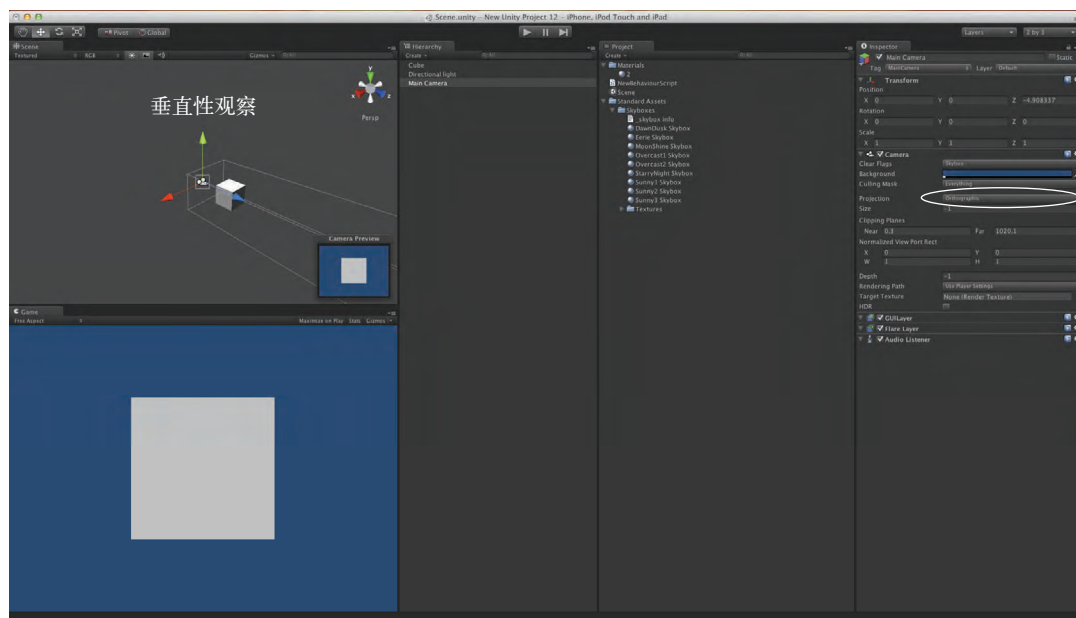 Scene.unity – New Unity Project 12 – iPhone, iPod Touch and iPad
Pivot Global
Layers 2 by 3
Scene
Textured RGB Gizmos
垂直性观察
y
x z
Persp
Camera Preview
Game
Free Aspect Maximize on Play Stats Gizmos
Hierarchy
Create
Cube
Directional light
Main Camera
Project
Create
Materials
2
NewBehaviourScript
Scene
Standard Assets
Skyboxes
_skybox info
DawnDusk Skybox
Eerie Skybox
MoonShine Skybox
Overcast1 Skybox
Overcast2 Skybox
StarryNight Skybox
Sunny1 Skybox
Sunny2 Skybox
Sunny3 Skybox
Textures
Inspector
Main Camera Static
Tag MainCamera Layer Default
Transform
Position
X 0 Y 0 Z -4.908337
Rotation
X 0 Y 0 Z 0
Scale
X 1 Y 1 Z 1
Camera
Clear Flags Skybox
Background
Culling Mask Everything
Projection Orthographic
Size 1
Clipping Planes
Near 0.3 Far 1020.1
Normalized View Port Rect
X 0 Y 0
W 1 H 1
Depth -1
Rendering Path Use Player Settings
Target Texture None (Render Texture)
HDR
GUILayer
Flare Layer
Audio Listener